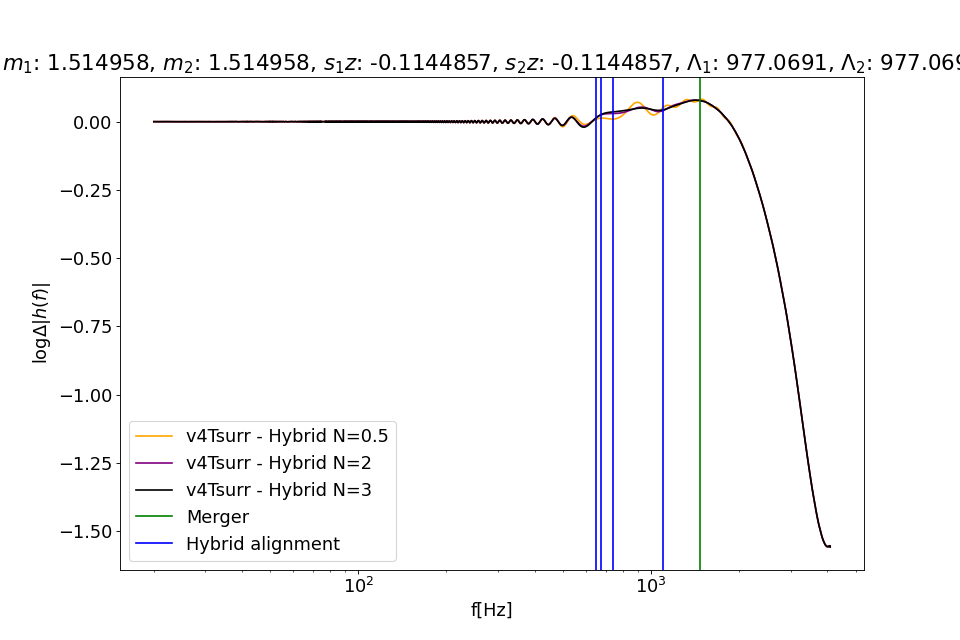 m₁: 1.514958, m₂: 1.514958, s₁z: -0.1144857, s₂z: -0.1144857, Λ₁: 977.0691, Λ₂: 977.069
0.00
−0.25
−0.50
−0.75
−1.00
−1.25
−1.50
logΔ|h(f)|
v4Tsurr - Hybrid N=0.5
v4Tsurr - Hybrid N=2
v4Tsurr - Hybrid N=3
Merger
Hybrid alignment
10² 10³
f[Hz]